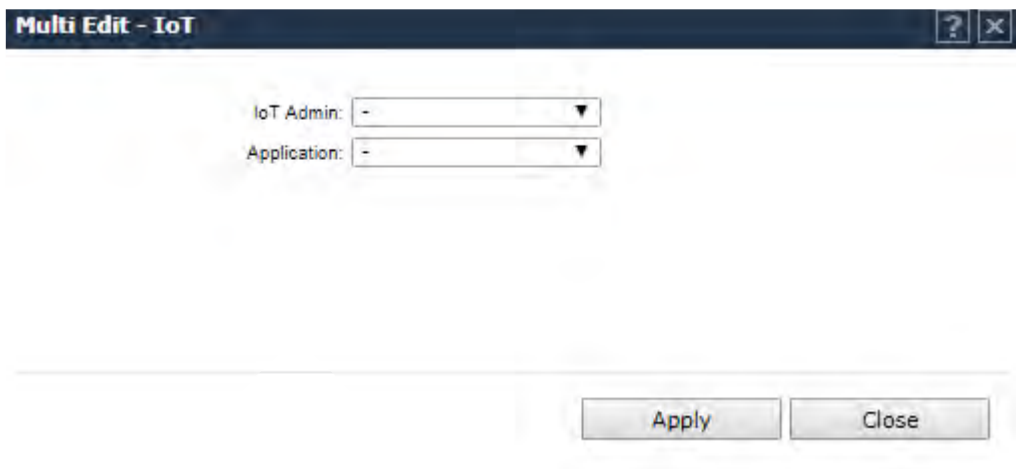 Multi Edit - IoT ? X
IoT Admin: -
Application: -
Apply Close